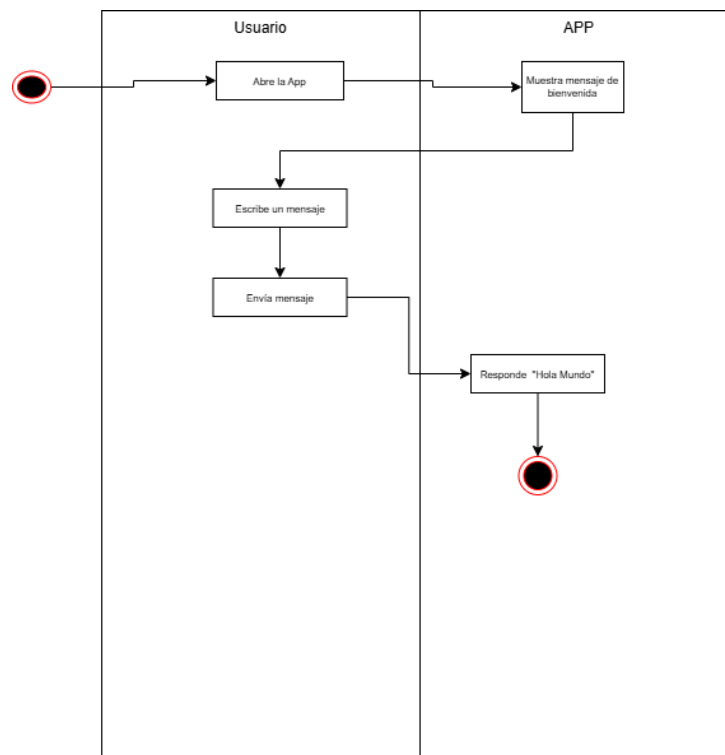 Usuario
APP
Abre la App
Muestra mensaje de
bienvenida
Escribe un mensaje
Envía mensaje
Responde "Hola Mundo"